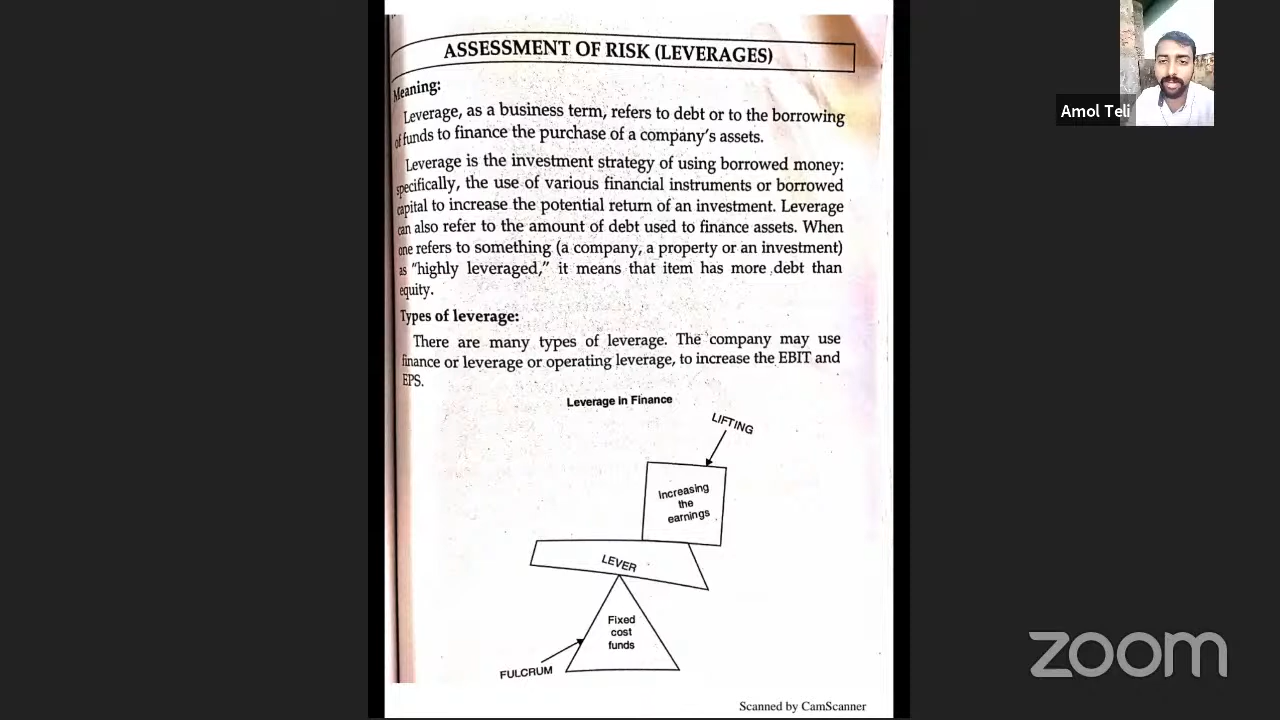 ASSESSMENT OF RISK (LEVERAGES)
Meaning:
Leverage, as a business term, refers to debt or to the borrowing
of funds to finance the purchase of a company's assets.
Leverage is the investment strategy of using borrowed money:
specifically, the use of various financial instruments or borrowed
capital to increase the potential return of an investment. Leverage
can also refer to the amount of debt used to finance assets. When
one refers to something (a company, a property or an investment)
as "highly leveraged," it means that item has more debt than
equity.
Types of leverage:
There are many types of leverage. The company may use
finance or leverage or operating leverage, to increase the EBIT and
EPS.
Leverage in Finance
LIFTING
Increasing
the
earnings
LEVER
Fixed
cost
funds
FULCRUM
Scanned by CamScanner
Amol Teli
zoom